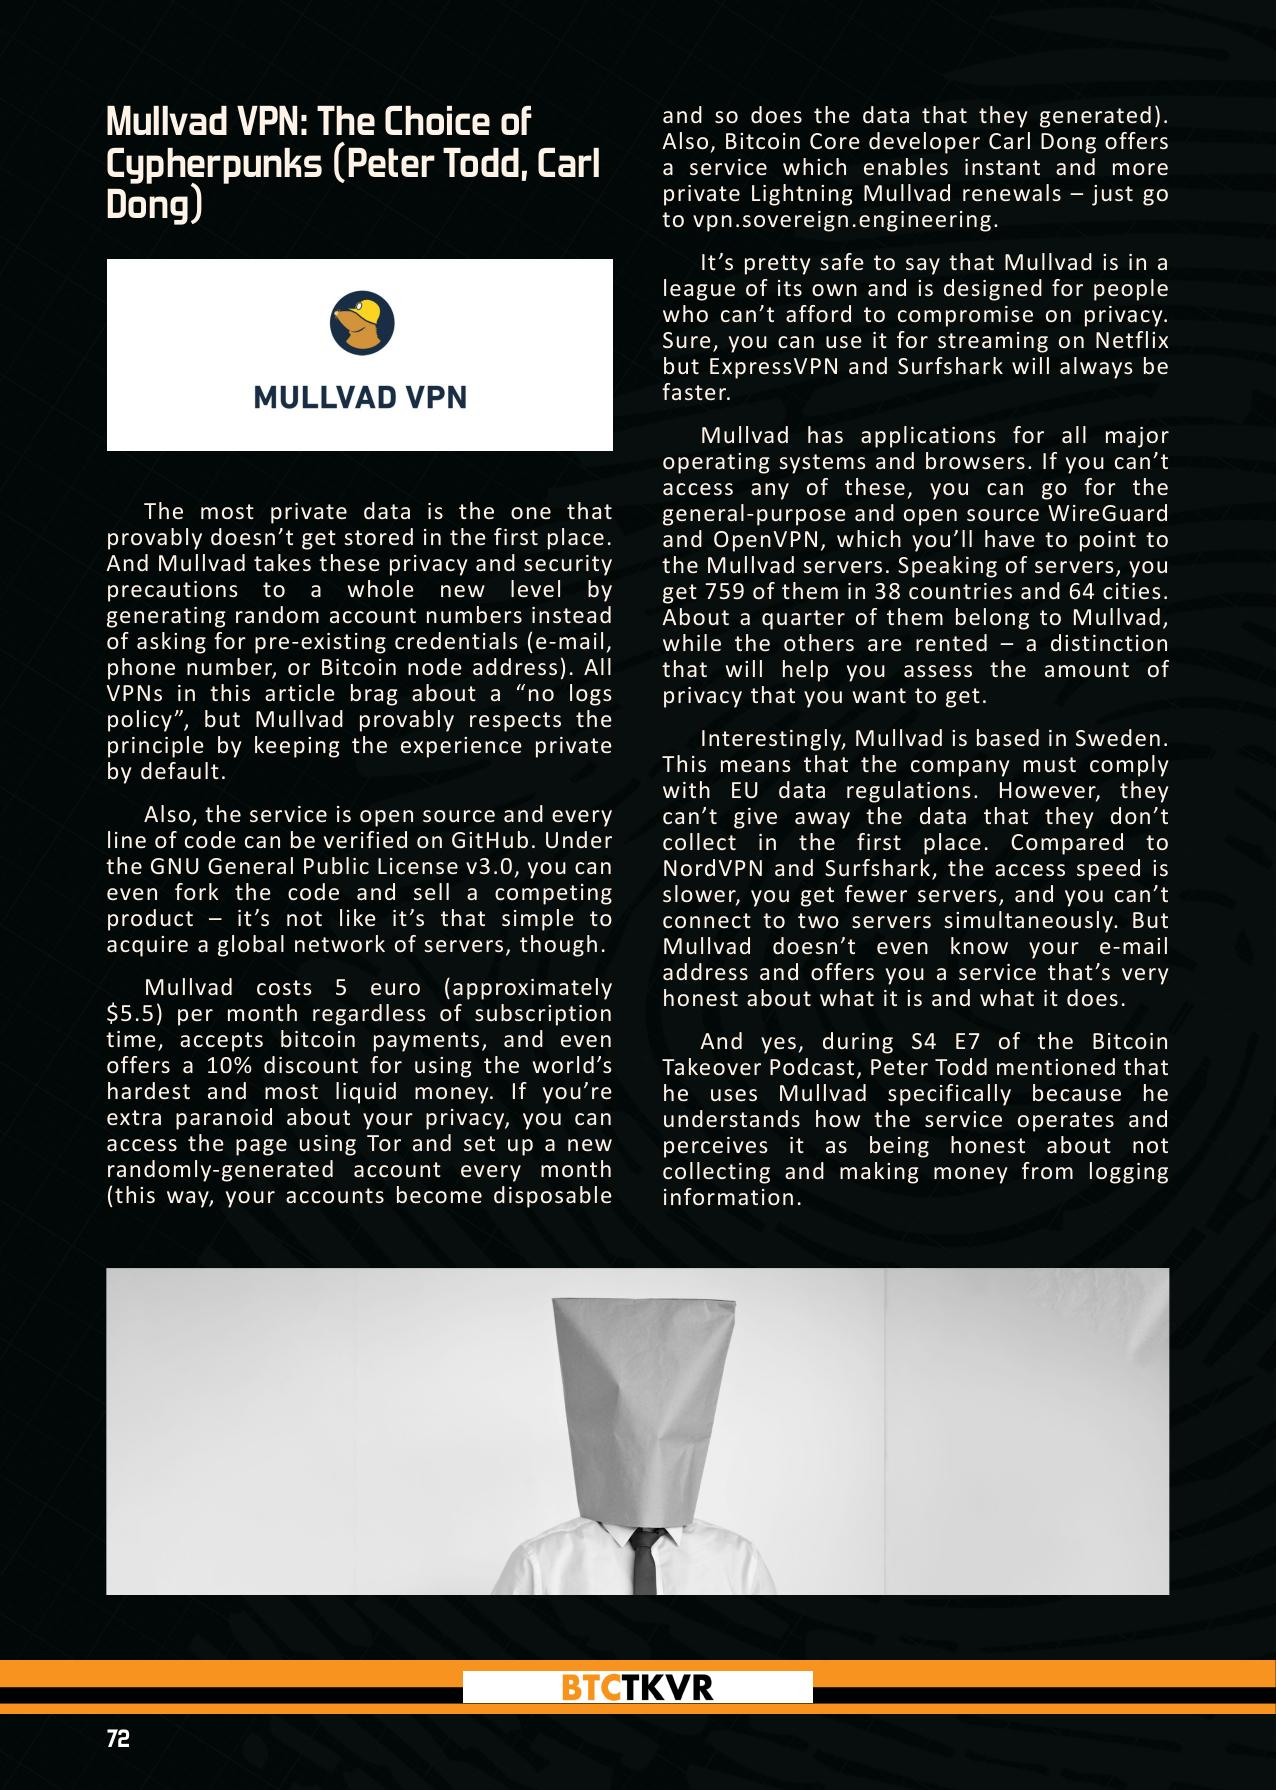 Mullvad VPN: The Choice of
Cypherpunks (Peter Todd, Carl
Dong)
MULLVAD VPN
The most private data is the one that
provably doesn’t get stored in the first place.
And Mullvad takes these privacy and security
precautions to a whole new level by
generating random account numbers instead
of asking for pre-existing credentials (e-mail,
phone number, or Bitcoin node address). All
VPNs in this article brag about a “no logs
policy”, but Mullvad provably respects the
principle by keeping the experience private
by default.
Also, the service is open source and every
line of code can be verified on GitHub. Under
the GNU General Public License v3.0, you can
even fork the code and sell a competing
product – it’s not like it’s that simple to
acquire a global network of servers, though.
Mullvad costs 5 euro (approximately
$5.5) per month regardless of subscription
time, accepts bitcoin payments, and even
offers a 10% discount for using the world’s
hardest and most liquid money. If you’re
extra paranoid about your privacy, you can
access the page using Tor and set up a new
randomly-generated account every month
(this way, your accounts become disposable
and so does the data that they generated).
Also, Bitcoin Core developer Carl Dong offers
a service which enables instant and more
private Lightning Mullvad renewals – just go
to vpn.sovereign.engineering.
It’s pretty safe to say that Mullvad is in a
league of its own and is designed for people
who can’t afford to compromise on privacy.
Sure, you can use it for streaming on Netflix
but ExpressVPN and Surfshark will always be
faster.
Mullvad has applications for all major
operating systems and browsers. If you can’t
access any of these, you can go for the
general-purpose and open source WireGuard
and OpenVPN, which you’ll have to point to
the Mullvad servers. Speaking of servers, you
get 759 of them in 38 countries and 64 cities.
About a quarter of them belong to Mullvad,
while the others are rented – a distinction
that will help you assess the amount of
privacy that you want to get.
Interestingly, Mullvad is based in Sweden.
This means that the company must comply
with EU data regulations. However, they
can’t give away the data that they don’t
collect in the first place. Compared to
NordVPN and Surfshark, the access speed is
slower, you get fewer servers, and you can’t
connect to two servers simultaneously. But
Mullvad doesn’t even know your e-mail
address and offers you a service that’s very
honest about what it is and what it does.
And yes, during S4 E7 of the Bitcoin
Takeover Podcast, Peter Todd mentioned that
he uses Mullvad specifically because he
understands how the service operates and
perceives it as being honest about not
collecting and making money from logging
information.
BTCTKVR
72